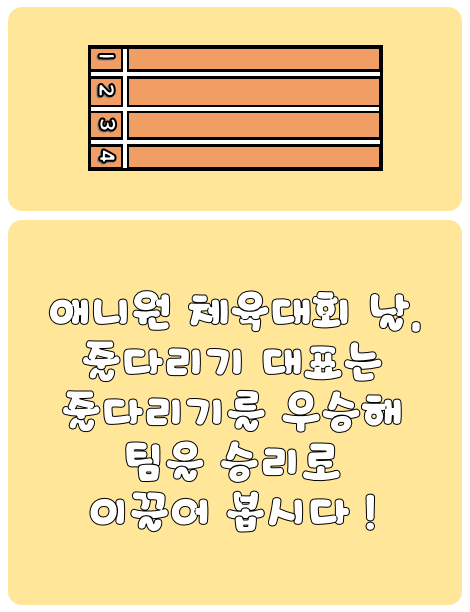 1
2
3
4
애니원 체육대회 날,
줄다리기 대표는
줄다리기를 우승해
팀을 승리로
이끌어 봅시다!